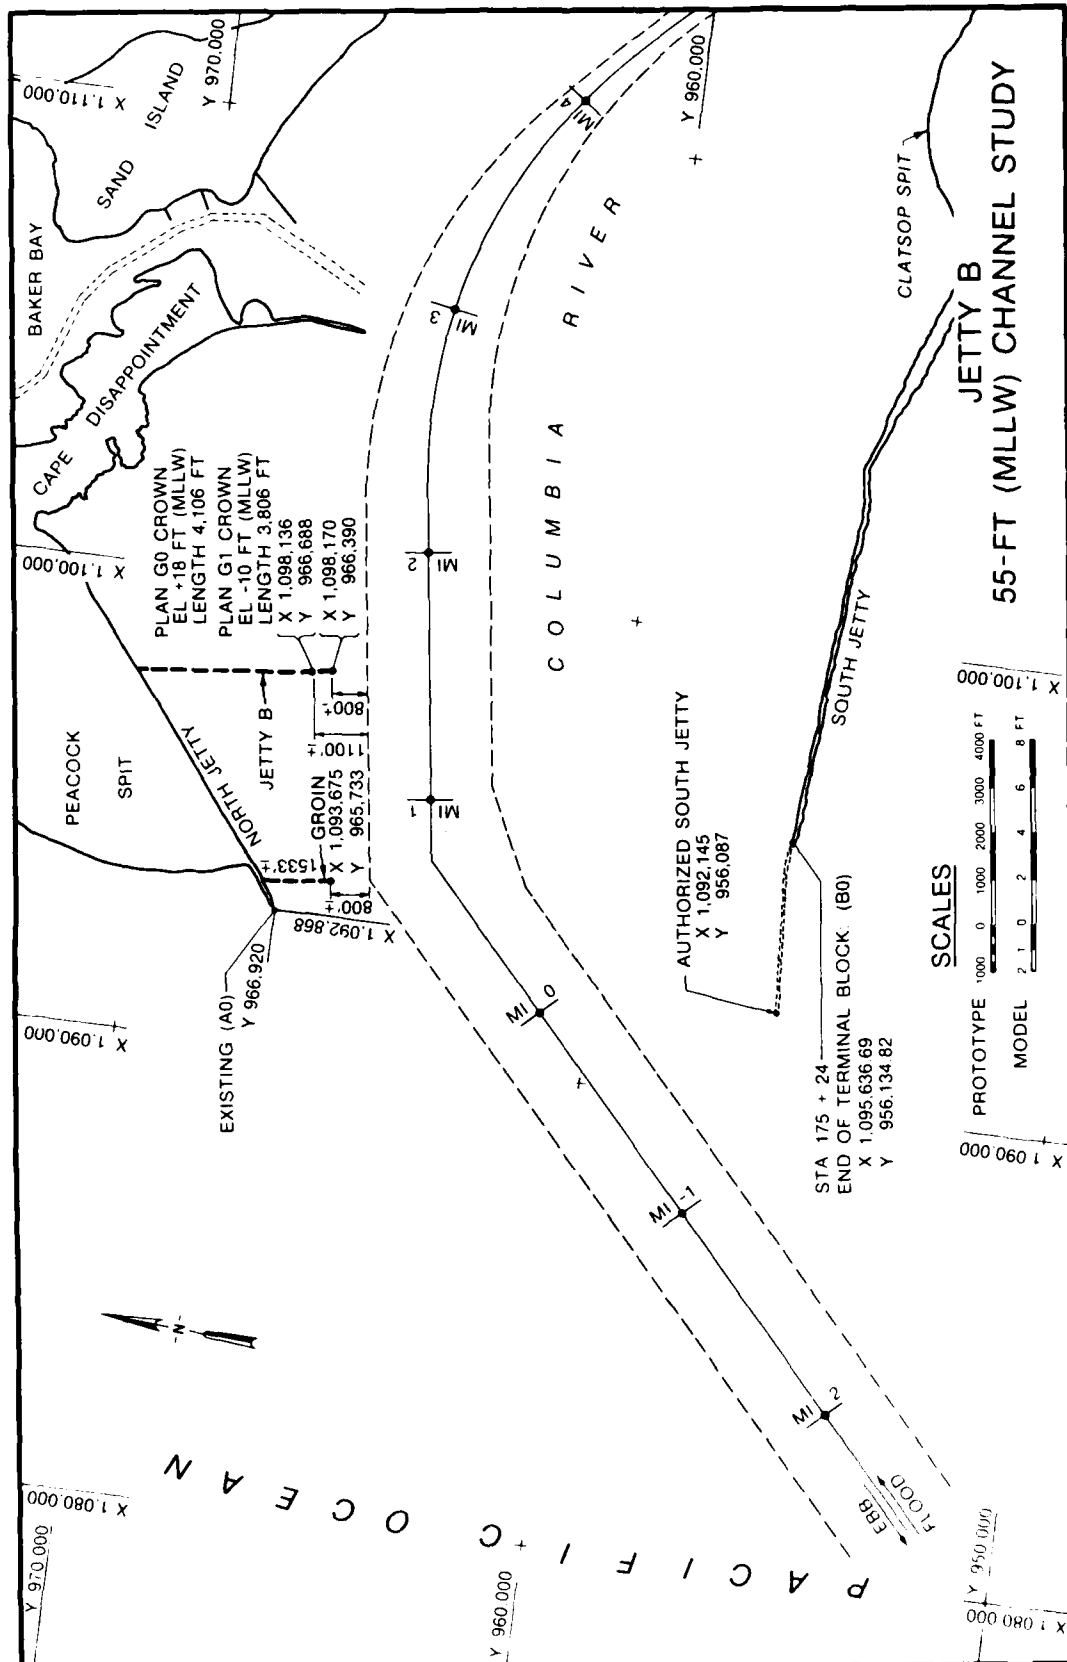 BAKER BAY
SAND
ISLAND
CAPE
DISAPPOINTMENT
PEACOCK
SPIT
NORTH JETTY
JETTY B
GROIN
X 1,093,675
Y 965,733
PLAN G0 CROWN
EL +18 FT (MLLW)
LENGTH 4,106 FT
PLAN G1 CROWN
EL -10 FT (MLLW)
LENGTH 3,806 FT
X 1,098,136
Y 966,688
X 1,098,170
Y 966,390
800'±
1100'±
1533'±
800'±
EXISTING (A0)
Y 966.920
X 1.092.868
X 1.080.000
X 1.090.000
X 1.100.000
X 1.110.000
Y 970.000
Y 970.000
Y 960.000
Y 960.000
Y 950.000
X 1 080 000
X 1 090 000
X 1.100.000
N
PACIFIC OCEAN
COLUMBIA RIVER
MI 2
MI -1
MI 0
MI 1
MI 2
MI 3
MI 4
EBB
FLOOD
AUTHORIZED SOUTH JETTY
X 1,092,145
Y 956,087
STA 175 + 24
END OF TERMINAL BLOCK. (B0)
X 1,095,636.69
Y 956,134.82
SOUTH JETTY
CLATSOP SPIT
SCALES
PROTOTYPE 1000 0 1000 2000 3000 4000 FT
MODEL 2 1 0 2 4 6 8 FT
JETTY B
55-FT (MLLW) CHANNEL STUDY